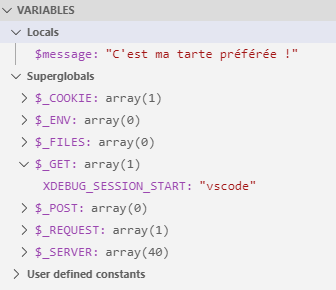 VARIABLES
Locals
$message: "C'est ma tarte préférée !"
Superglobals
$_COOKIE: array(1)
$_ENV: array(0)
$_FILES: array(0)
$_GET: array(1)
XDEBUG_SESSION_START: "vscode"
$_POST: array(0)
$_REQUEST: array(1)
$_SERVER: array(40)
User defined constants